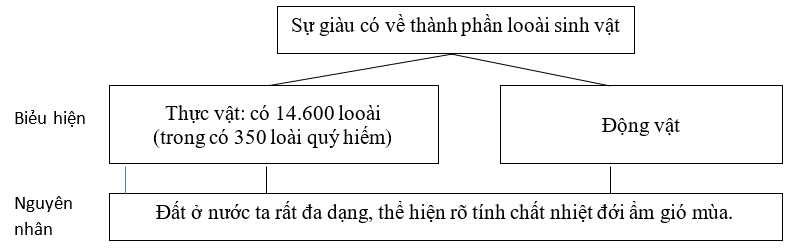 Sự giàu có về thành phần looài sinh vật
Biểu hiện
Thực vật: có 14.600 looài
(trong có 350 loài quý hiếm)
Động vật
Nguyên
nhân
Đất ở nước ta rất đa dạng, thể hiện rõ tính chất nhiệt đới ẩm gió mùa.